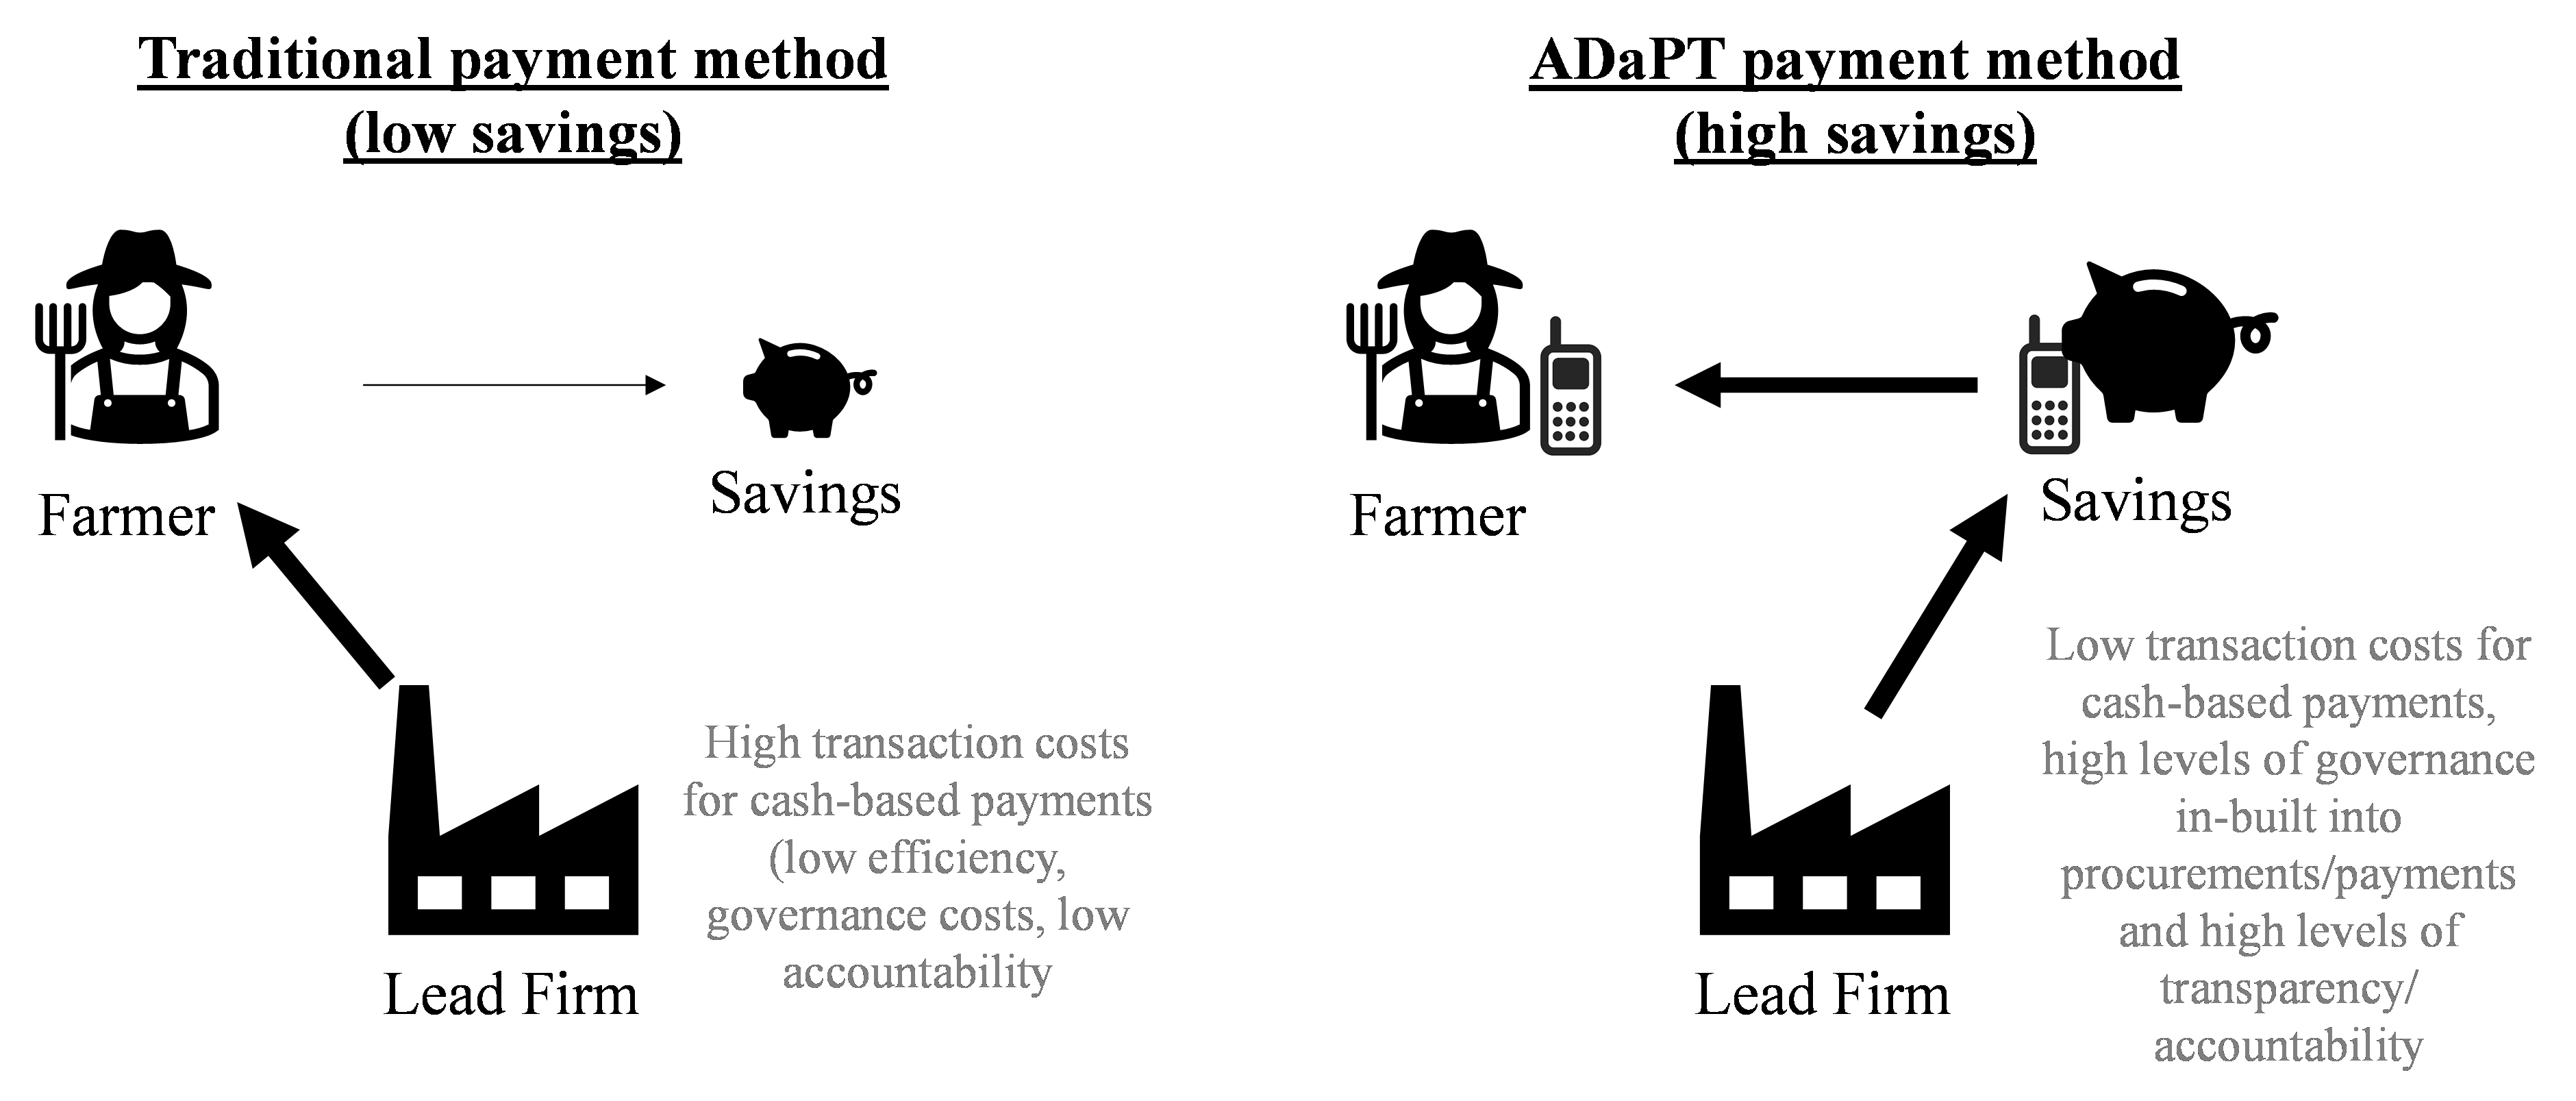 Traditional payment method
(low savings)
Farmer
Savings
High transaction costs
for cash-based payments
(low efficiency,
governance costs, low
accountability
Lead Firm
ADaPT payment method
(high savings)
Farmer
Savings
Low transaction costs for
cash-based payments,
high levels of governance
in-built into
procurements/payments
and high levels of
transparency/
accountability
Lead Firm